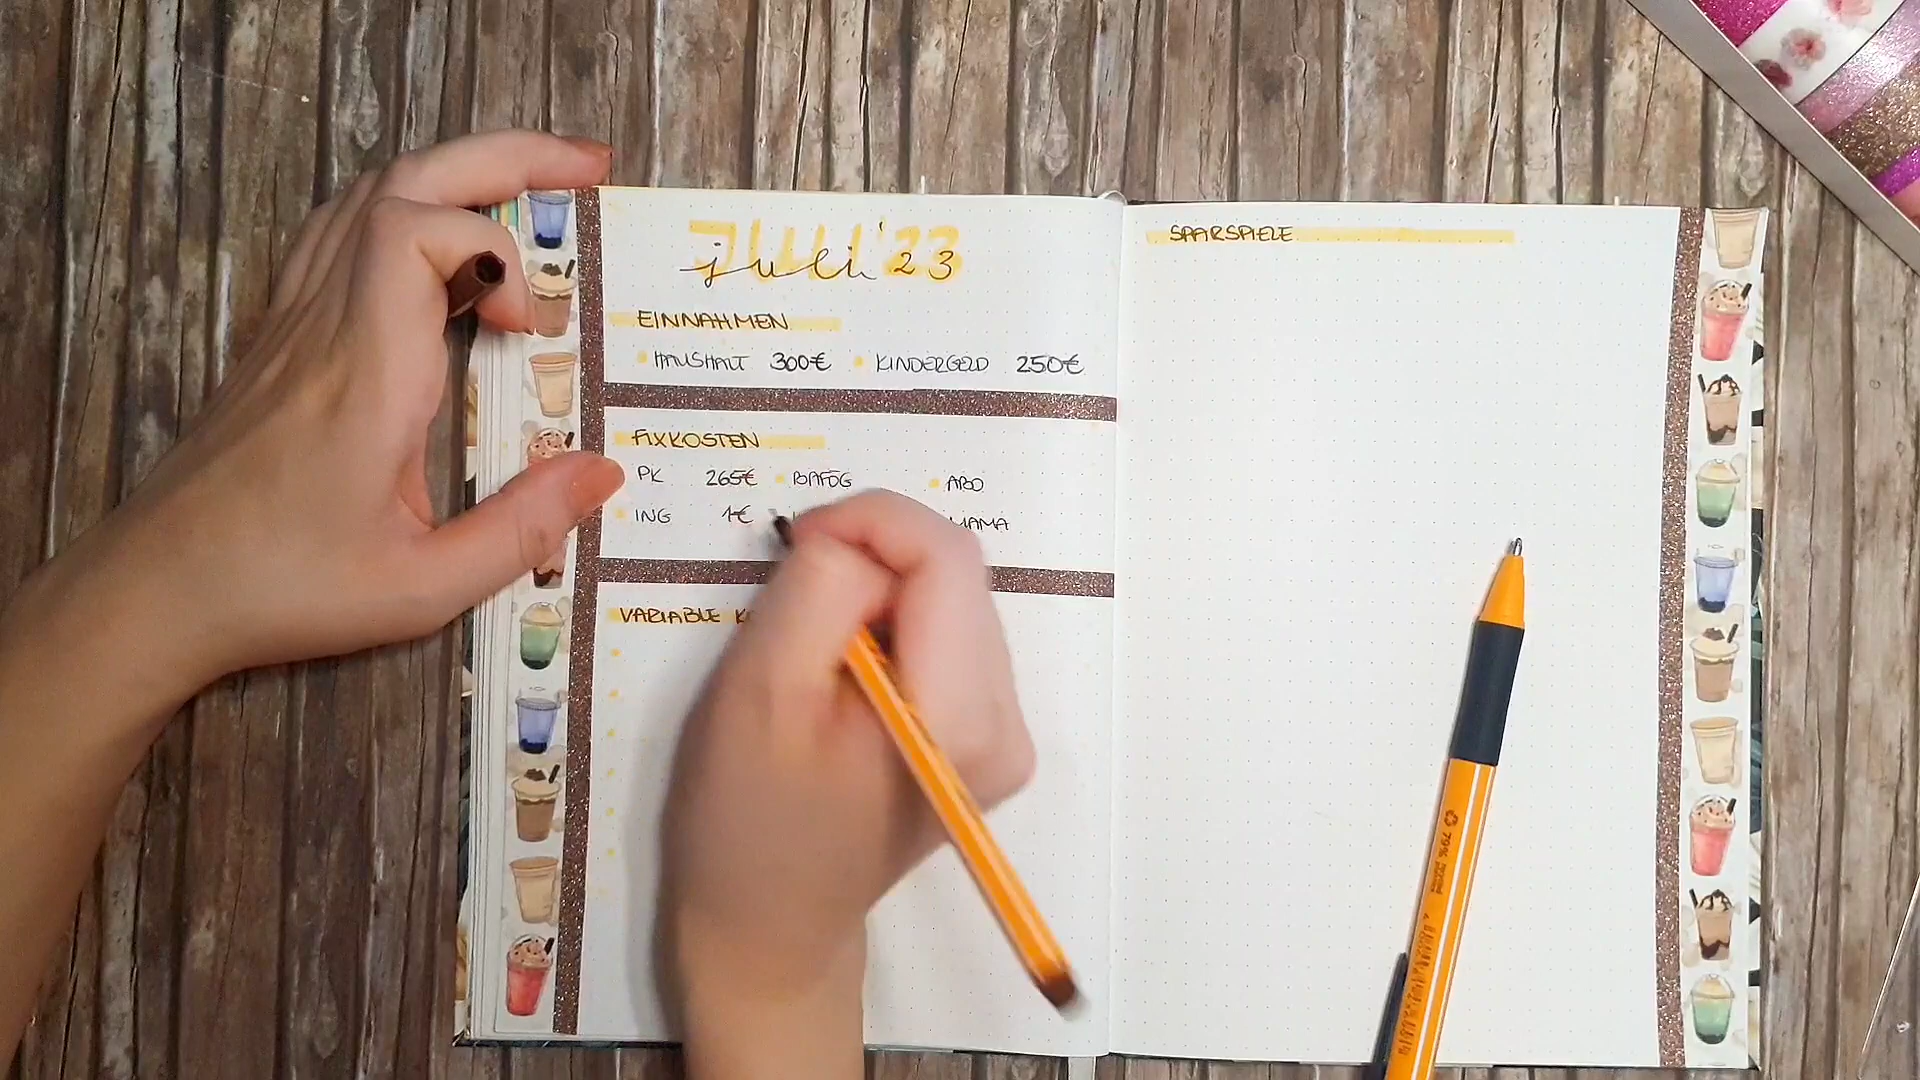 JULI '23
juli '23
EINNAHMEN
HAUSHALT 300€ KINDERGELD 250€
FIXKOSTEN
PK 265€ BAFÖG ABO
ING 1€ MAMA
VARIABLE
SPARSPIELE
79%